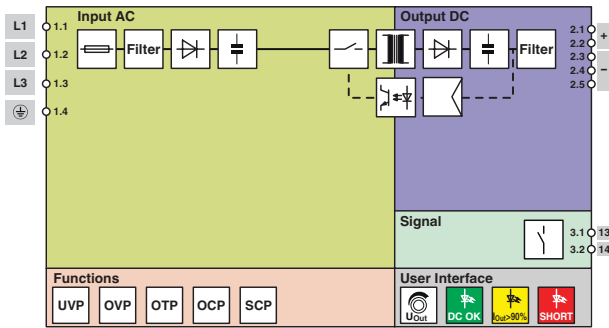 Input AC
Output DC
L1
1.1
L2
1.2
L3
1.3
1.4
Filter
Filter
2.1
2.2
+
2.3
2.4
–
2.5
Signal
3.1
13
3.2
14
Functions
UVP
OVP
OTP
OCP
SCP
User Interface
UOut
DC OK
IOut>90%
SHORT